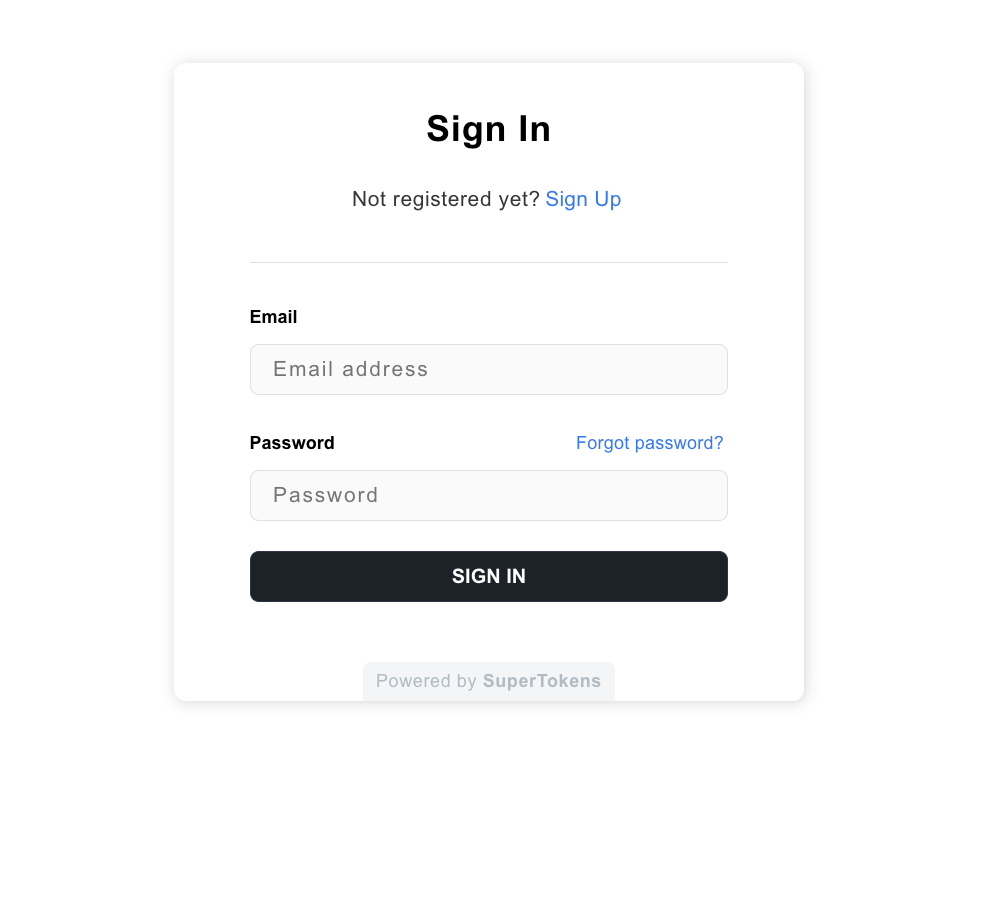 Sign In
Not registered yet? Sign Up
Email
Email address
Password Forgot password?
Password
SIGN IN
Powered by SuperTokens